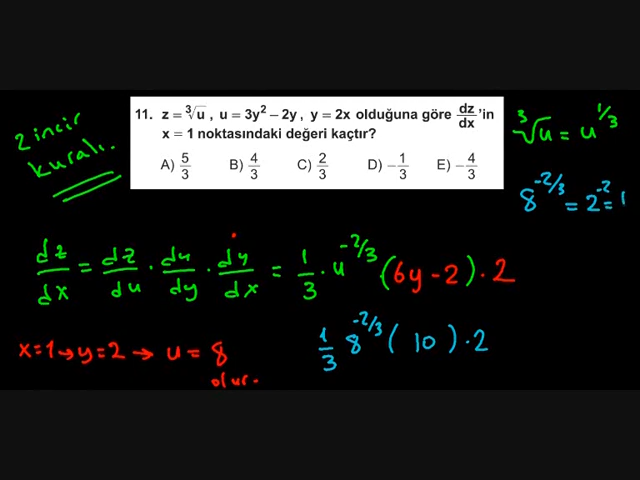 11. z = ∛u , u = 3y² – 2y , y = 2x olduğuna göre dz/dx 'in
x = 1 noktasındaki değeri kaçtır?
A) 5/3 B) 4/3 C) 2/3 D) –1/3 E) –4/3
2 incir
kuralı.
∛u = u^1/3
8^-2/3 = 2^-2 = 1
dz/dx = dz/du · du/dy · dy/dx = 1/3 · u^-2/3 (6y - 2) · 2
x=1 → y=2 → u = 8
olur.
1/3 8^-2/3 ( 10 ) · 2